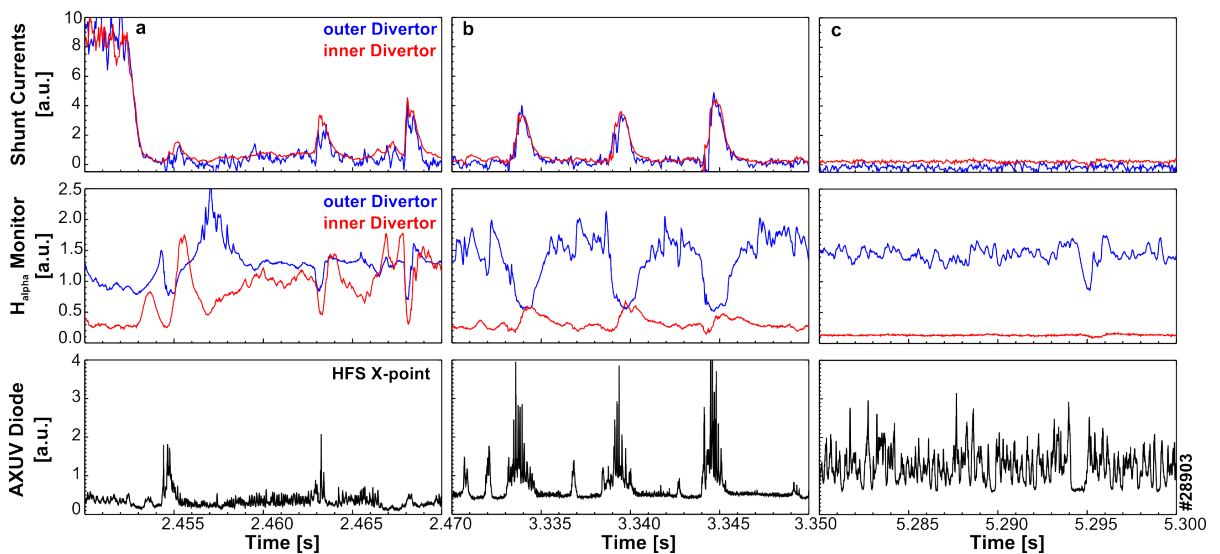 Shunt Currents
[a.u.]
10
8
6
4
2
0
a
outer Divertor
inner Divertor
b
c
H alpha Monitor
[a.u.]
2.5
2.0
1.5
1.0
0.5
0.0
outer Divertor
inner Divertor
AXUV Diode
[a.u.]
4
3
2
1
0
HFS X-point
#28903
2.455 2.460 2.465 2.470 3.335 3.340 3.345 3.350 5.285 5.290 5.295 5.300
Time [s] Time [s] Time [s]